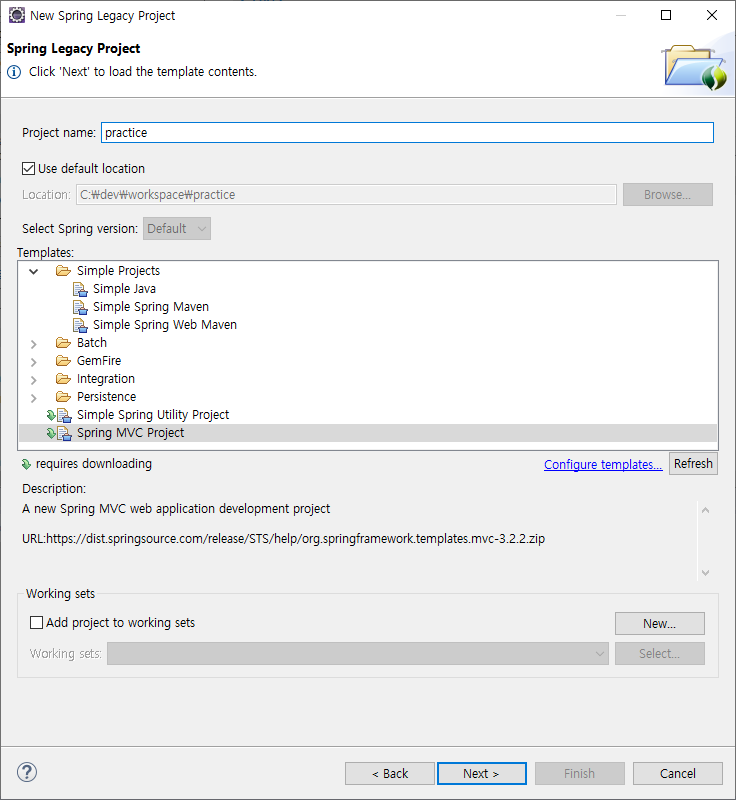 New Spring Legacy Project
Spring Legacy Project
Click 'Next' to load the template contents.
Project name: practice
Use default location
Location: C:₩dev₩workspace₩practice Browse...
Select Spring version: Default
Templates:
Simple Projects
Simple Java
Simple Spring Maven
Simple Spring Web Maven
Batch
GemFire
Integration
Persistence
Simple Spring Utility Project
Spring MVC Project
requires downloading Configure templates... Refresh
Description:
A new Spring MVC web application development project
URL:https://dist.springsource.com/release/STS/help/org.springframework.templates.mvc-3.2.2.zip
Working sets
Add project to working sets New...
Working sets: Select...
? < Back Next > Finish Cancel